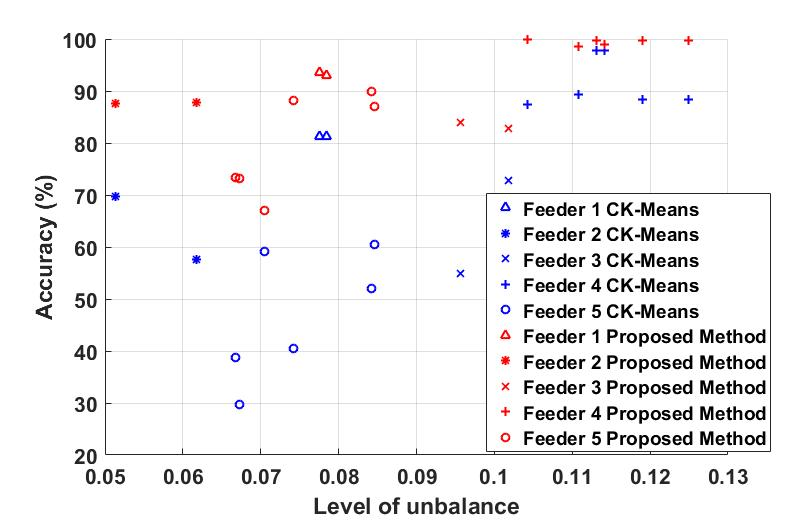 100
90
80
70
60
50
40
30
20
Accuracy (%)
0.05 0.06 0.07 0.08 0.09 0.1 0.11 0.12 0.13
Level of unbalance
Feeder 1 CK-Means
Feeder 2 CK-Means
Feeder 3 CK-Means
Feeder 4 CK-Means
Feeder 5 CK-Means
Feeder 1 Proposed Method
Feeder 2 Proposed Method
Feeder 3 Proposed Method
Feeder 4 Proposed Method
Feeder 5 Proposed Method